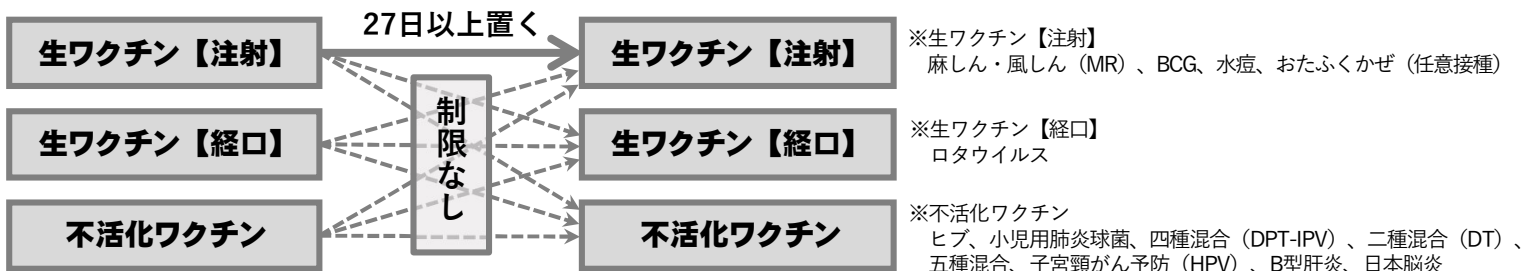 27日以上置く
生ワクチン【注射】
生ワクチン【注射】
※生ワクチン【注射】
麻しん・風しん（MR）、BCG、水痘、おたふくかぜ（任意接種）
制限なし
生ワクチン【経口】
生ワクチン【経口】
※生ワクチン【経口】
ロタウイルス
不活化ワクチン
不活化ワクチン
※不活化ワクチン
ヒブ、小児用肺炎球菌、四種混合（DPT-IPV）、二種混合（DT）、
五種混合、子宮頸がん予防（HPV）、B型肝炎、日本脳炎